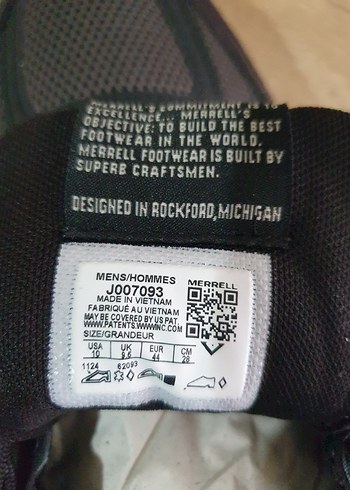 MERRELL'S COMMITMENT IS TO
EXCELLENCE... MERRELL'S
OBJECTIVE: TO BUILD THE BEST
FOOTWEAR IN THE WORLD.
MERRELL FOOTWEAR IS BUILT BY
SUPERB CRAFTSMEN.
DESIGNED IN ROCKFORD, MICHIGAN
MENS/HOMMES MERRELL
J007093
MADE IN VIETNAM
FABRIQUÉ AU VIETNAM
MAY BE COVERED BY US PAT.
WWW.PATENTS.WWWINC.COM
SIZE/GRANDEUR
USA UK EUR CM
10 9.5 44 28
1124 62093